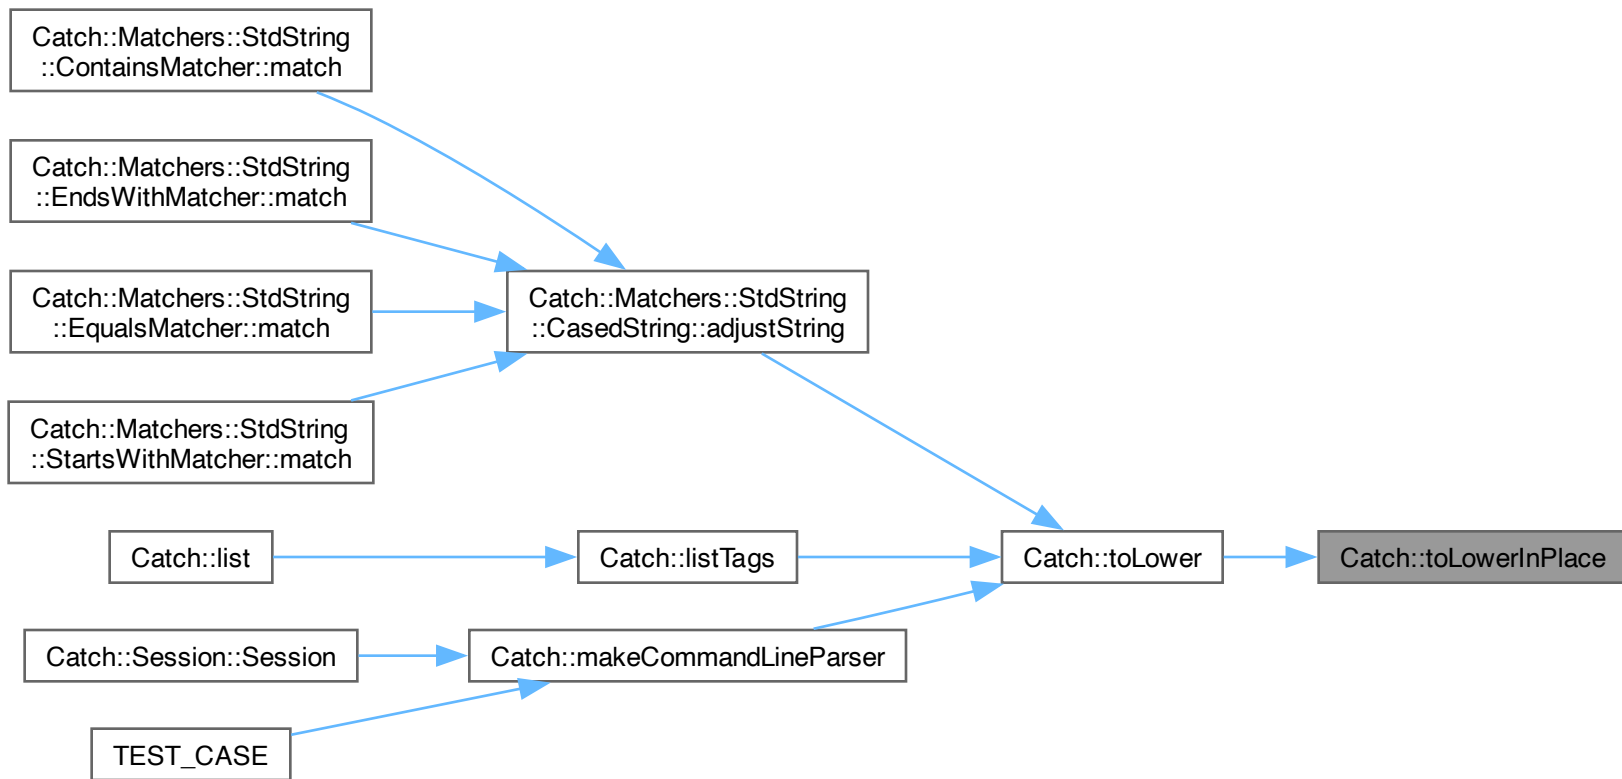 Catch::Matchers::StdString
::ContainsMatcher::match
Catch::Matchers::StdString
::EndsWithMatcher::match
Catch::Matchers::StdString
::EqualsMatcher::match
Catch::Matchers::StdString
::StartsWithMatcher::match
Catch::Matchers::StdString
::CasedString::adjustString
Catch::list
Catch::listTags
Catch::toLower
Catch::toLowerInPlace
Catch::Session::Session
Catch::makeCommandLineParser
TEST_CASE